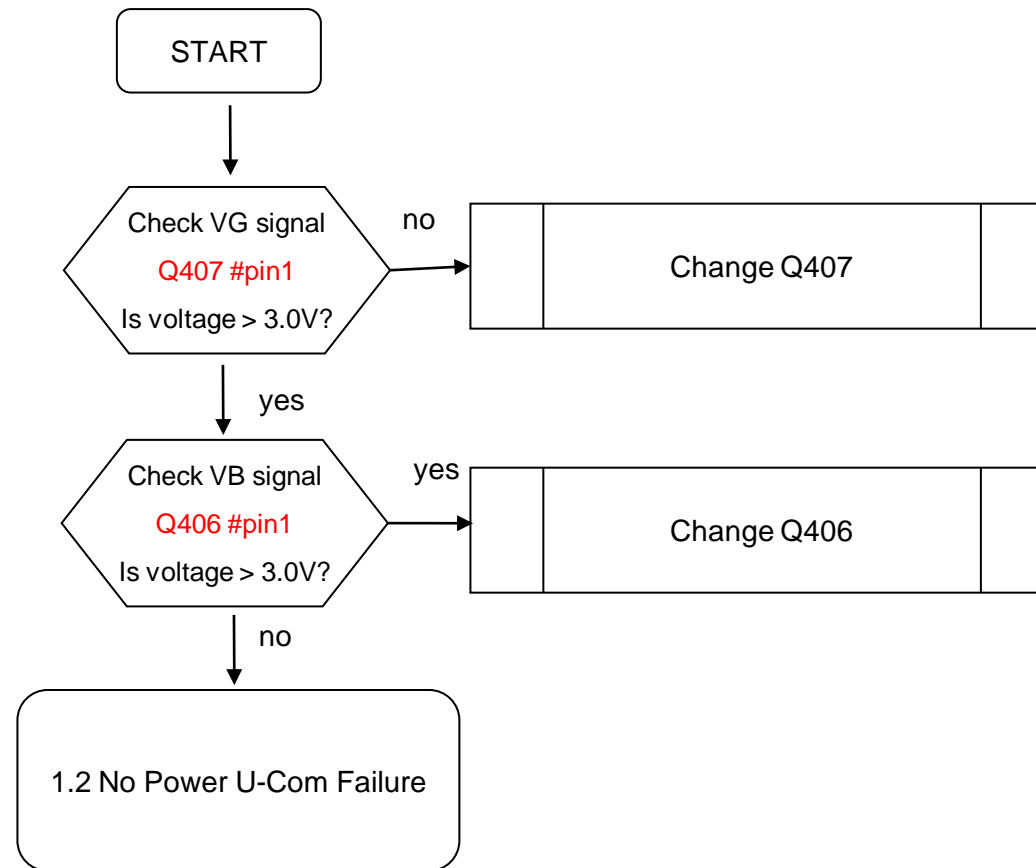 START
Check VG signal
Q407 #pin1
Is voltage > 3.0V?
no
Change Q407
yes
Check VB signal
Q406 #pin1
Is voltage > 3.0V?
yes
Change Q406
no
1.2 No Power U-Com Failure